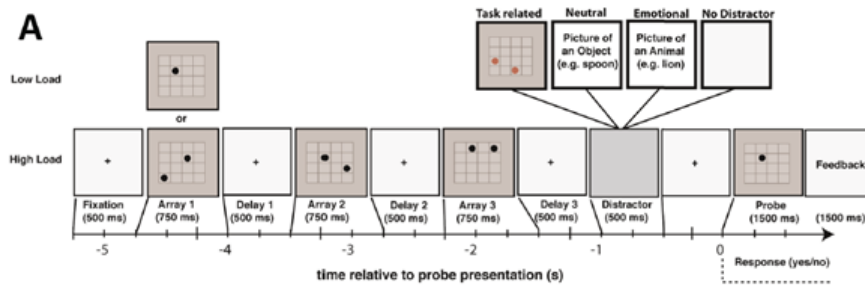 A
Task related
Neutral
Emotional
No Distractor
Picture of
an Object
(e.g. spoon)
Picture of
an Animal
(e.g. lion)
Low Load
or
High Load
+
+
+
+
+
Feedback
Fixation
(500 ms)
Array 1
(750 ms)
Delay 1
(500 ms)
Array 2
(750 ms)
Delay 2
(500 ms)
Array 3
(750 ms)
Delay 3
(500 ms)
Distractor
(500 ms)
Probe
(1500 ms)
(1500 ms)
-5
-4
-3
-2
-1
0
Response (yes/no)
time relative to probe presentation (s)